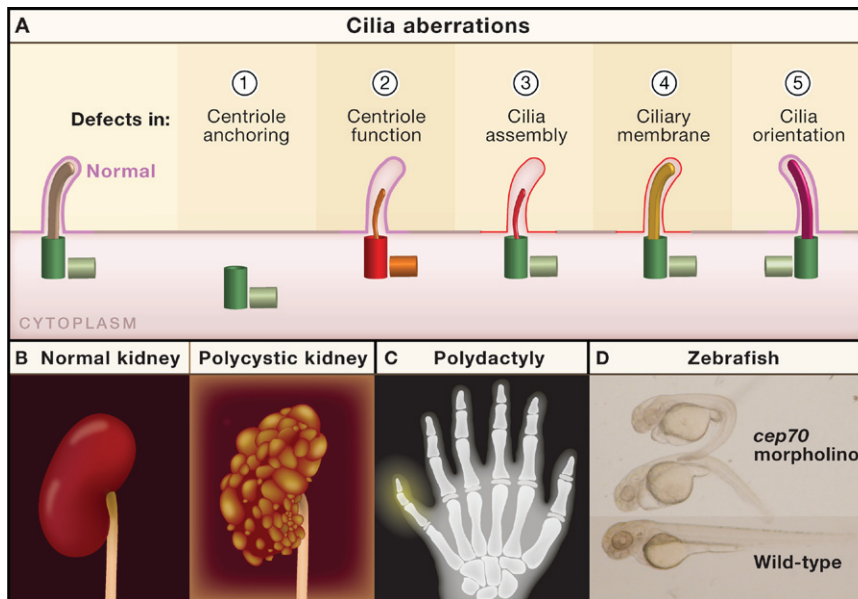 A Cilia aberrations
1 2 3 4 5
Defects in: Centriole anchoring Centriole function Cilia assembly Ciliary membrane Cilia orientation
Normal
CYTOPLASM
B Normal kidney Polycystic kidney C Polydactyly D Zebrafish
cep70
morpholino
Wild-type